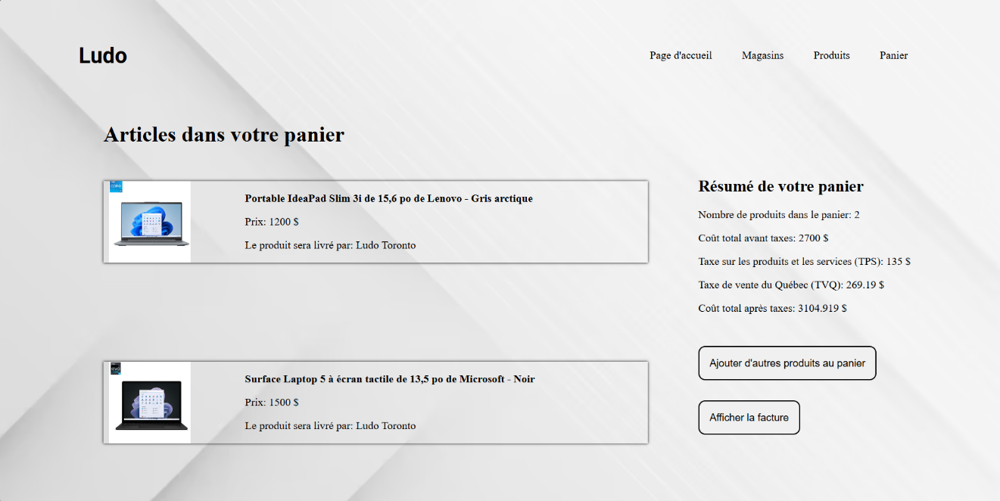 Ludo
Page d'accueil
Magasins
Produits
Panier
Articles dans votre panier
Portable IdeaPad Slim 3i de 15,6 po de Lenovo - Gris arctique
Prix: 1200 $
Le produit sera livré par: Ludo Toronto
Surface Laptop 5 à écran tactile de 13,5 po de Microsoft - Noir
Prix: 1500 $
Le produit sera livré par: Ludo Toronto
Résumé de votre panier
Nombre de produits dans le panier: 2
Coût total avant taxes: 2700 $
Taxe sur les produits et les services (TPS): 135 $
Taxe de vente du Québec (TVQ): 269.19 $
Coût total après taxes: 3104.919 $
Ajouter d'autres produits au panier
Afficher la facture